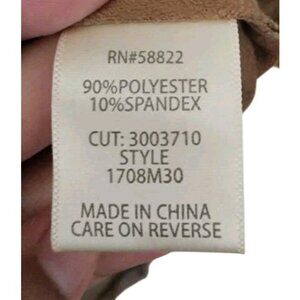 RN#58822
90%POLYESTER
10%SPANDEX
CUT: 3003710
STYLE
1708M30
MADE IN CHINA
CARE ON REVERSE